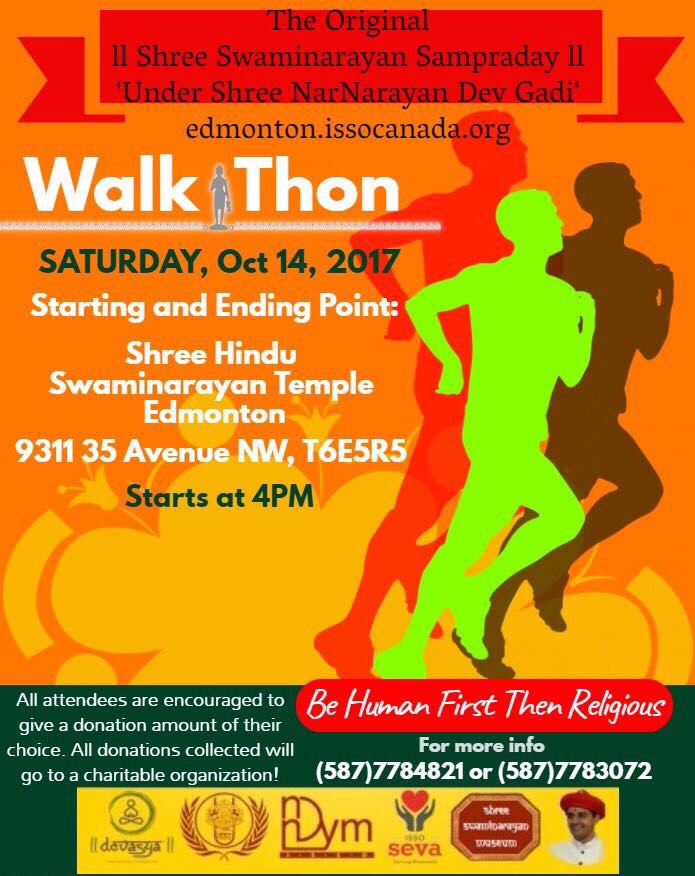 The Original
ll Shree Swaminarayan Sampraday ll
'Under Shree NarNarayan Dev Gadi'
edmonton.issocanada.org
Walk Thon
SATURDAY, Oct 14, 2017
Starting and Ending Point:
Shree Hindu
Swaminarayan Temple
Edmonton
9311 35 Avenue NW, T6E5R5
Starts at 4PM
All attendees are encouraged to
give a donation amount of their
choice. All donations collected will
go to a charitable organization!
Be Human First Then Religious
For more info
(587)7784821 or (587)7783072
|| devasya ||
NNDym
ISSO
seva
shree
swaminarayan
museum